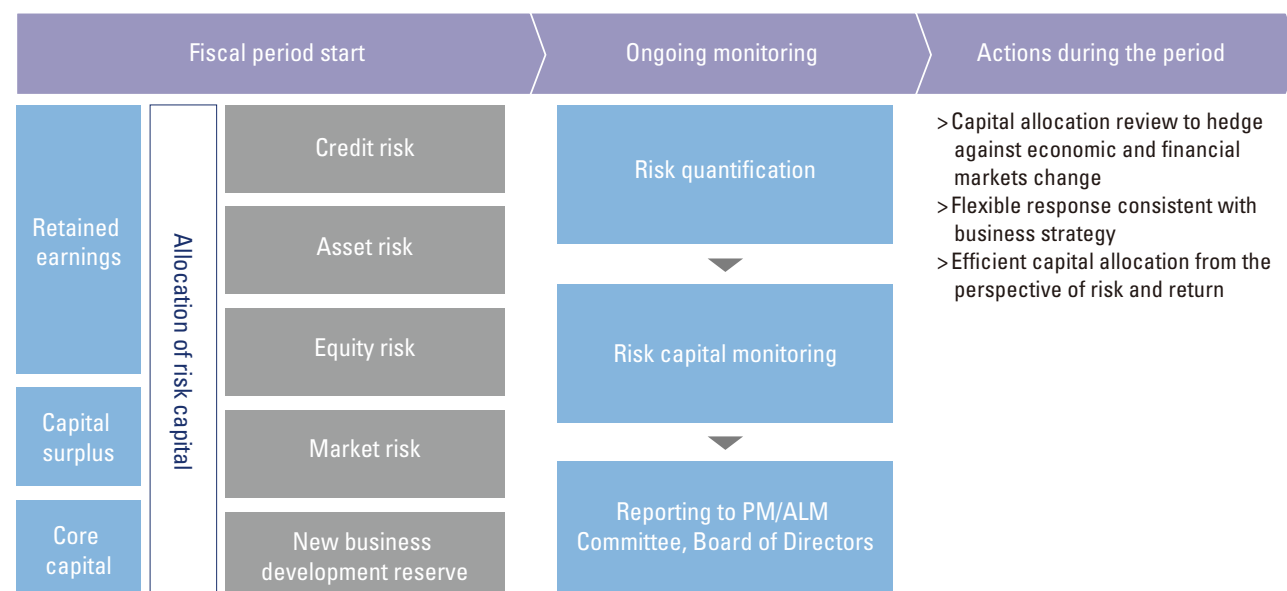 Fiscal period start
Ongoing monitoring
Actions during the period
Retained
earnings
Capital
surplus
Core
capital
Allocation of risk capital
Credit risk
Asset risk
Equity risk
Market risk
New business
development reserve
Risk quantification
Risk capital monitoring
Reporting to PM/ALM
Committee, Board of Directors
>Capital allocation review to hedge
against economic and financial
markets change
>Flexible response consistent with
business strategy
>Efficient capital allocation from the
perspective of risk and return